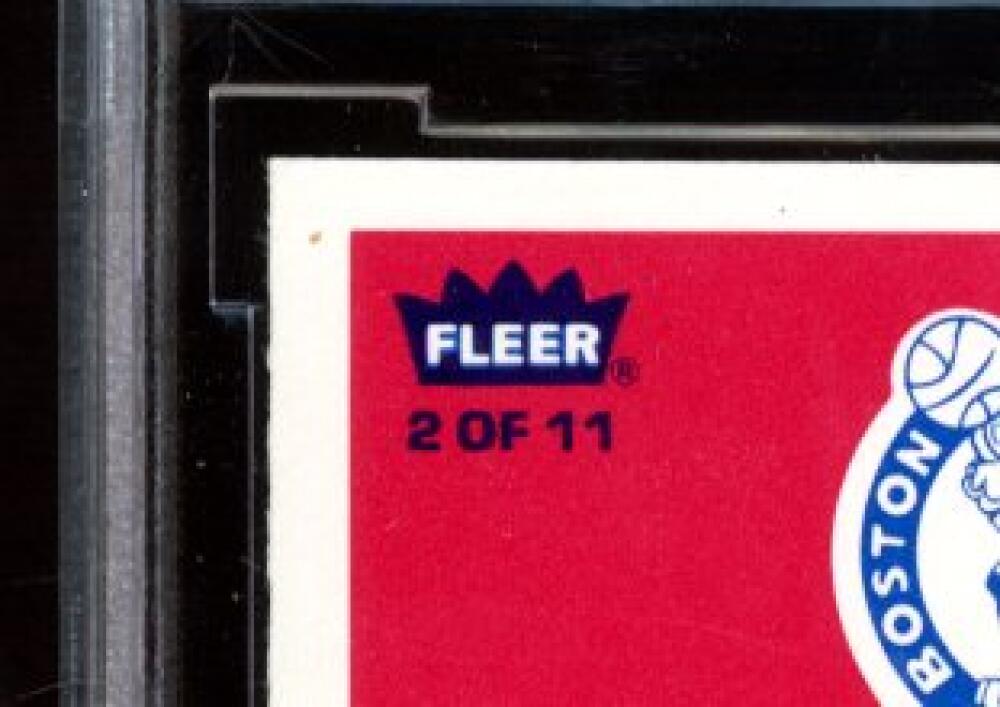 FLEER®
2 OF 11
BOSTON